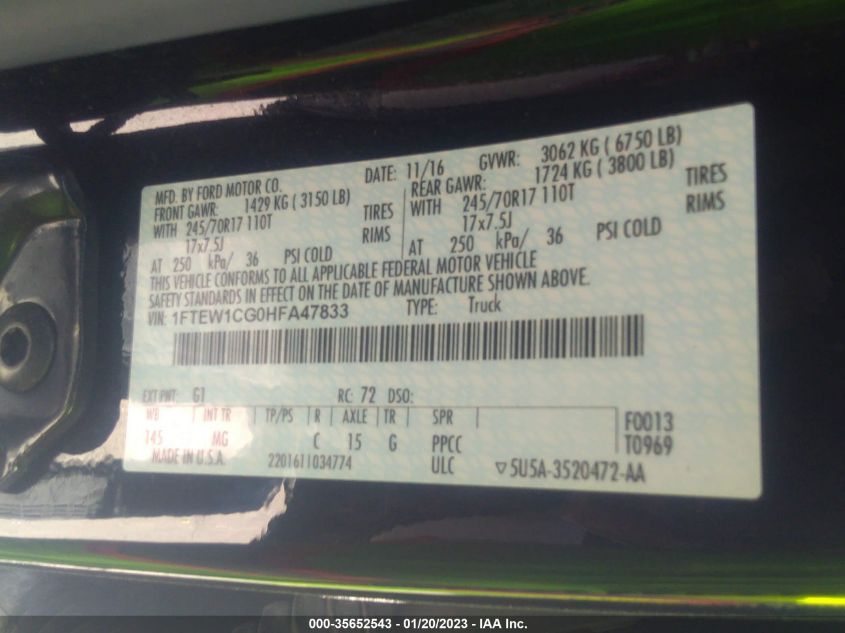 MFD. BY FORD MOTOR CO. DATE: 11/16 GVWR: 3062 KG ( 6750 LB)
FRONT GAWR: 1429 KG ( 3150 LB) REAR GAWR: 1724 KG ( 3800 LB)
WITH 245/70R17 110T TIRES WITH 245/70R17 110T TIRES
17x7.5J RIMS 17x7.5J RIMS
AT 250 kPa/ 36 PSI COLD AT 250 kPa/ 36 PSI COLD
THIS VEHICLE CONFORMS TO ALL APPLICABLE FEDERAL MOTOR VEHICLE
SAFETY STANDARDS IN EFFECT ON THE DATE OF MANUFACTURE SHOWN ABOVE.
VIN: 1FTEW1CG0HFA47833 TYPE: Truck
EXT PNT: G1 RC: 72 DSO:
WB INT TR TP/PS R AXLE TR SPR F0013
145 MG C 15 G PPCC T0969
MADE IN U.S.A. 2201611034774 ULC ▽5U5A-3520472-AA
000-35652543 - 01/20/2023 - IAA Inc.